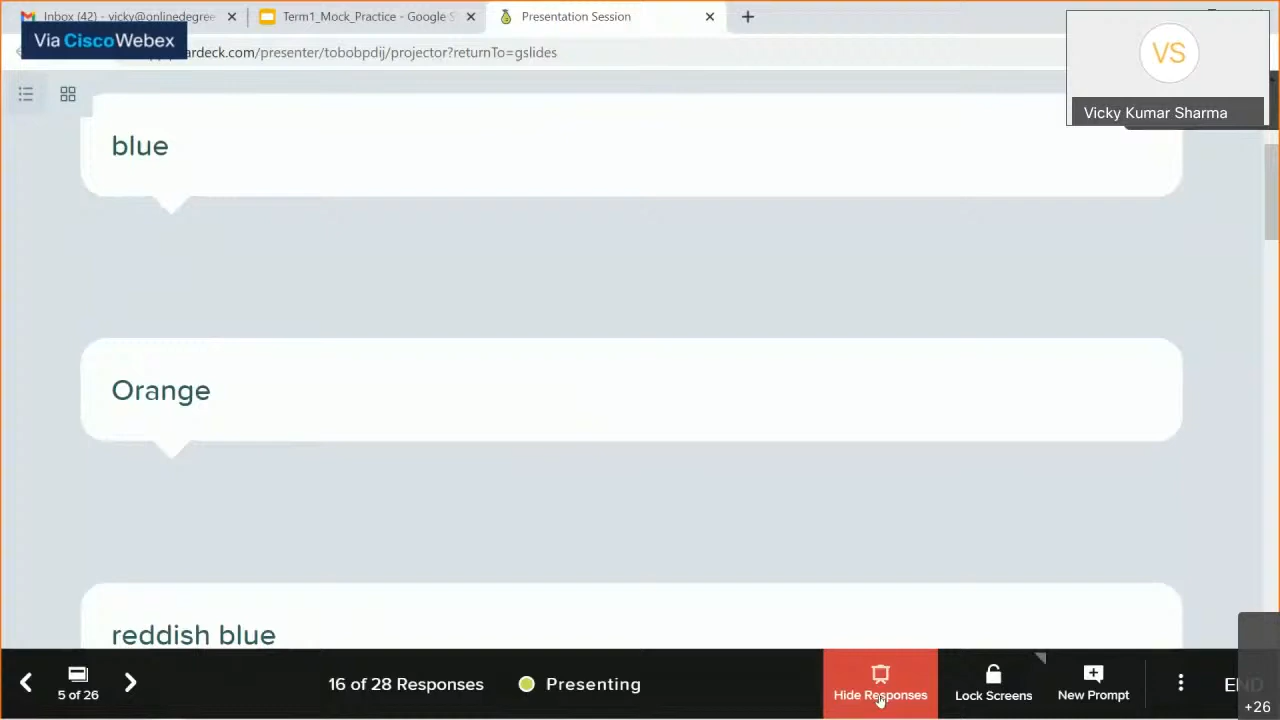 Inbox (42) - vicky@onlinedegree
Term1_Mock_Practice - Google S
Presentation Session
Via CiscoWebex
ardeck.com/presenter/tobobpdij/projector?returnTo=gslides
VS
Vicky Kumar Sharma
blue
Orange
reddish blue
5 of 26
16 of 28 Responses
Presenting
Hide Responses
Lock Screens
New Prompt
END
+26